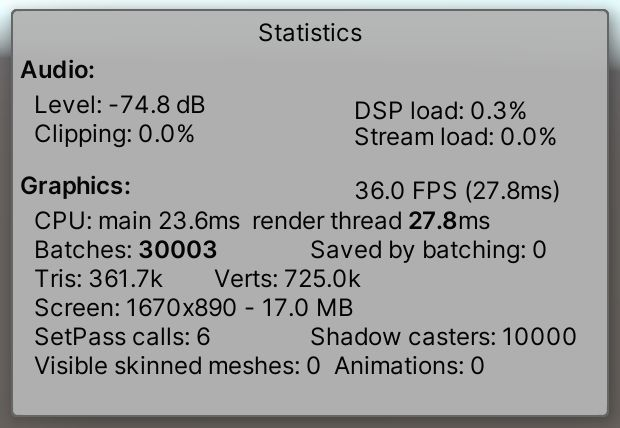 Statistics
Audio:
Level: -74.8 dB
DSP load: 0.3%
Clipping: 0.0%
Stream load: 0.0%
Graphics:
36.0 FPS (27.8ms)
CPU: main 23.6ms render thread 27.8ms
Batches: 30003 Saved by batching: 0
Tris: 361.7k Verts: 725.0k
Screen: 1670x890 - 17.0 MB
SetPass calls: 6 Shadow casters: 10000
Visible skinned meshes: 0 Animations: 0